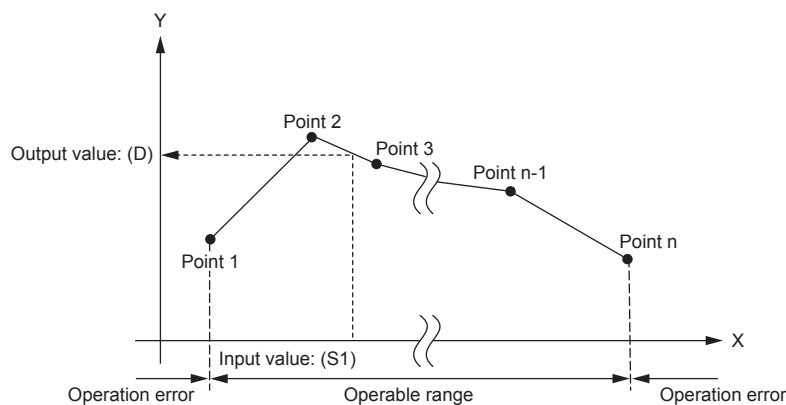 Y
Point 2
Output value: (D)
Point 3
Point n-1
Point 1
Point n
X
Input value: (S1)
Operation error
Operable range
Operation error